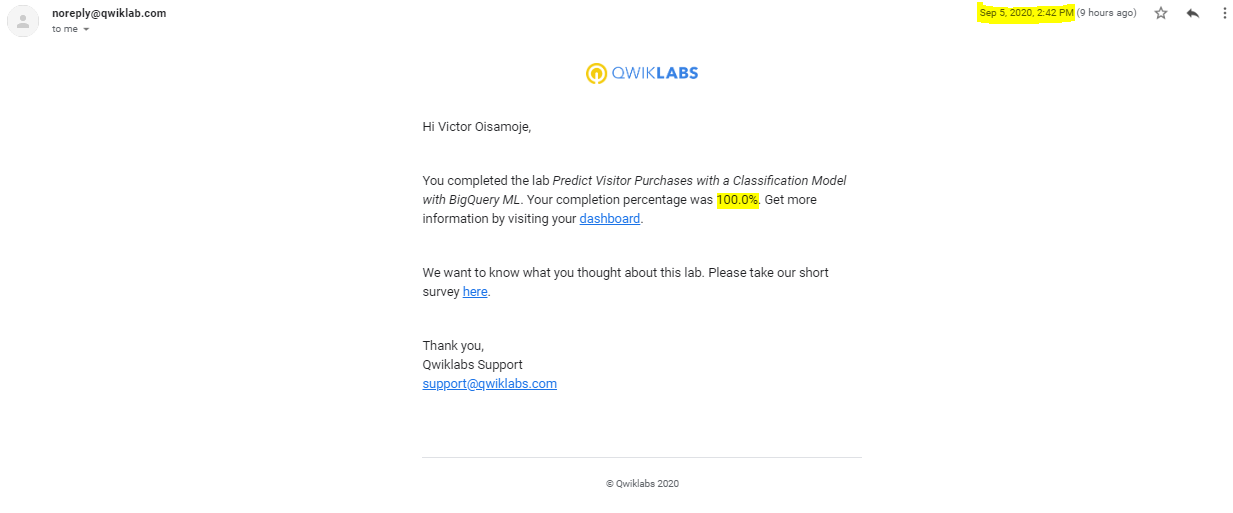 noreply@qwiklab.com
Sep 5, 2020, 2:42 PM (9 hours ago)
to me
QWIKLABS
Hi Victor Oisamoje,
You completed the lab Predict Visitor Purchases with a Classification Model
with BigQuery ML. Your completion percentage was 100.0%. Get more
information by visiting your dashboard.
We want to know what you thought about this lab. Please take our short
survey here.
Thank you,
Qwiklabs Support
support@qwiklabs.com
© Qwiklabs 2020